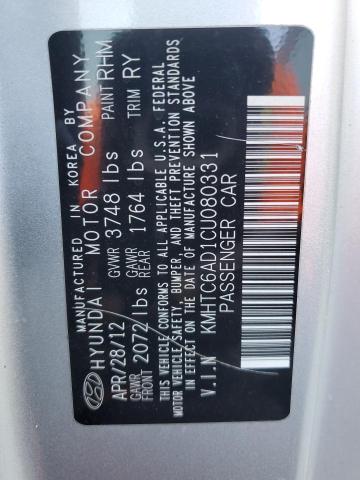 MANUFACTURED IN KOREA BY
HYUNDAI MOTOR COMPANY
APR/28/12 GVWR 3748 lbs PAINT RHM
GAWR FRONT 2072 lbs GAWR REAR 1764 lbs TRIM RY
THIS VEHICLE CONFORMS TO ALL APPLICABLE U.S.A. FEDERAL
MOTOR VEHICLE SAFETY, BUMPER, AND THEFT PREVENTION STANDARDS
IN EFFECT ON THE DATE OF MANUFACTURE SHOWN ABOVE
V.I.N KMHTC6AD1CU080331
PASSENGER CAR